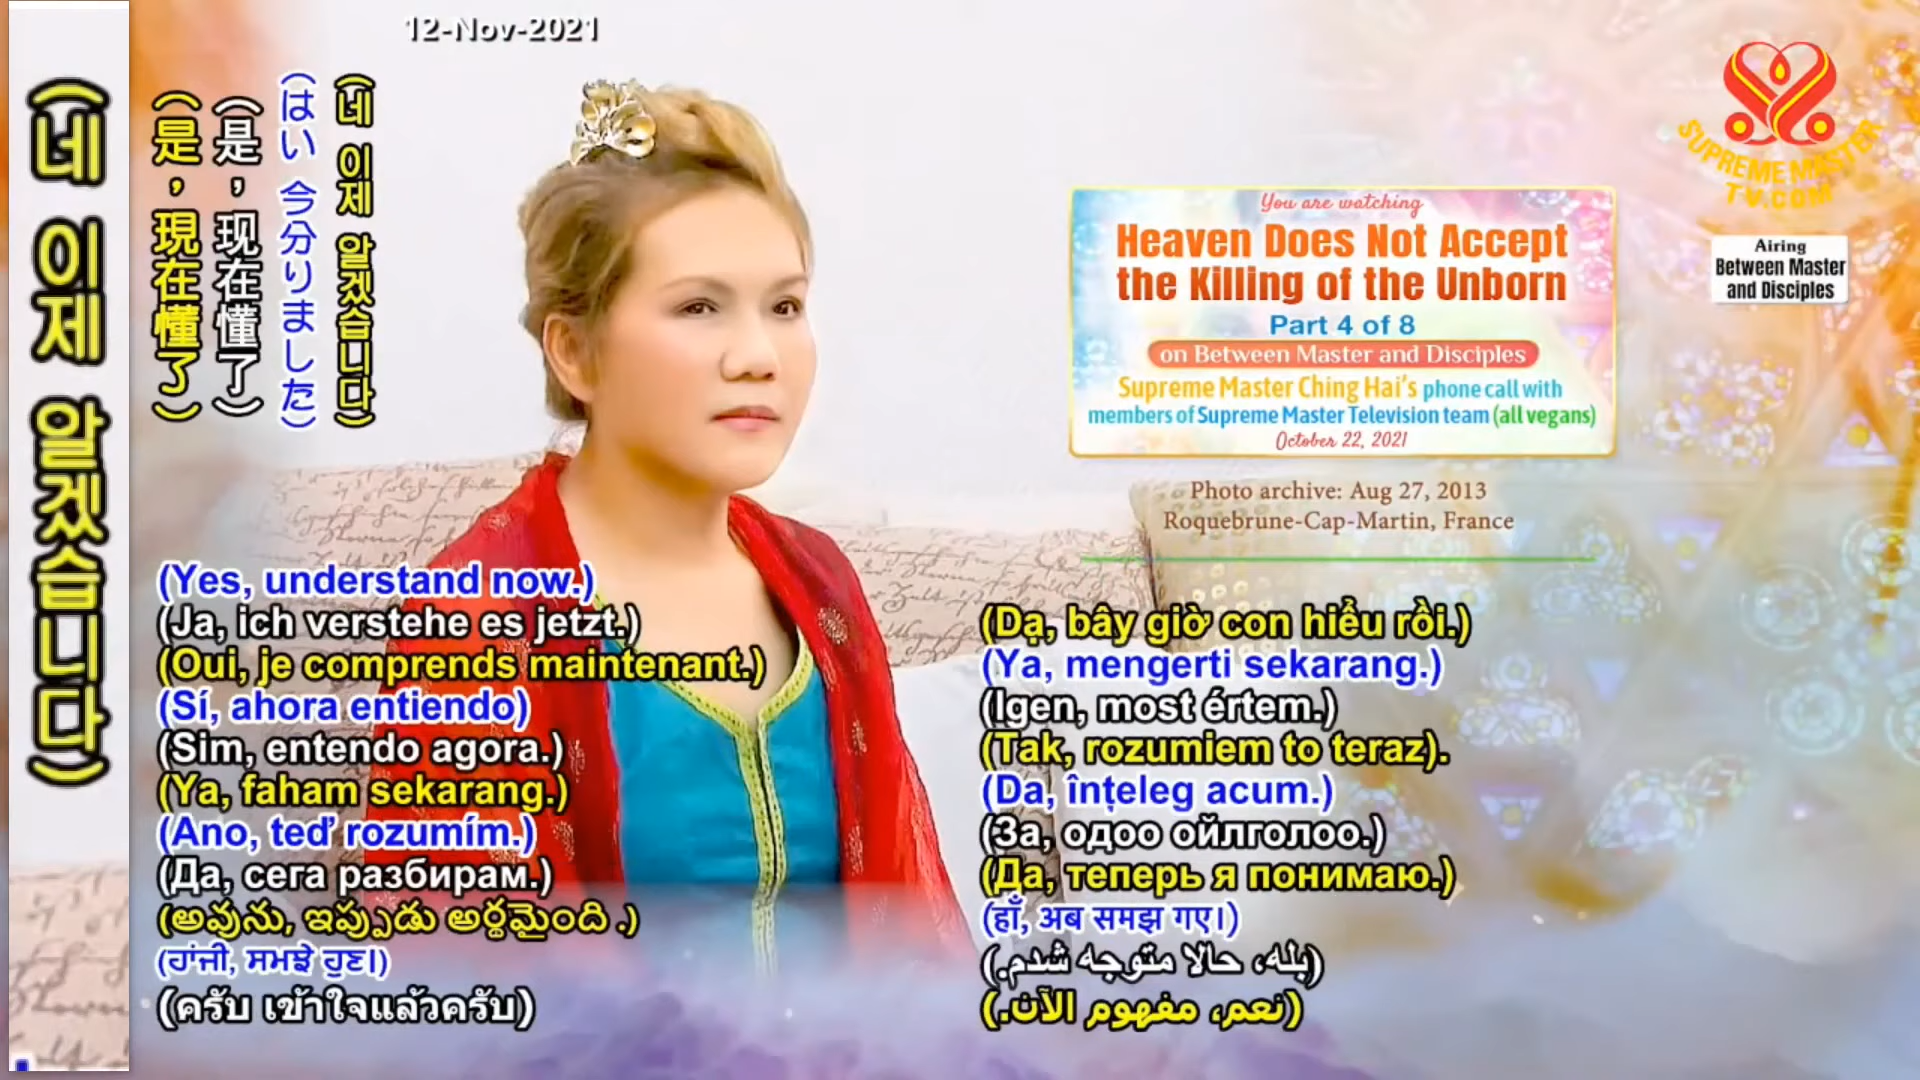 12-Nov-2021
(네 이제 알겠습니다)
(네 이제 알겠습니다)
(はい 今分りました)
(是，现在懂了)
(是，現在懂了)
SUPREME MASTER
TV.COM
Airing
Between Master
and Disciples
You are watching
Heaven Does Not Accept
the Killing of the Unborn
Part 4 of 8
on Between Master and Disciples
Supreme Master Ching Hai's phone call with
members of Supreme Master Television team (all vegans)
October 22, 2021
Photo archive: Aug 27, 2013
Roquebrune-Cap-Martin, France
(Yes, understand now.)
(Ja, ich verstehe es jetzt.)
(Oui, je comprends maintenant.)
(Sí, ahora entiendo)
(Sim, entendo agora.)
(Ya, faham sekarang.)
(Ano, teď rozumím.)
(Да, сега разбирам.)
(అవును, ఇప్పుడు అర్థమైంది .)
(ਹਾਂਜੀ, ਸਮਝੇ ਹੁਣ।)
(ครับ เข้าใจแล้วครับ)
(Dạ, bây giờ con hiểu rồi.)
(Ya, mengerti sekarang.)
(Igen, most értem.)
(Tak, rozumiem to teraz).
(Da, înțeleg acum.)
(За, одоо ойлголоо.)
(Да, теперь я понимаю.)
(हाँ, अब समझ गए।)
(بله، حالا متوجه شدم.)
(نعم، مفهوم الآن.)